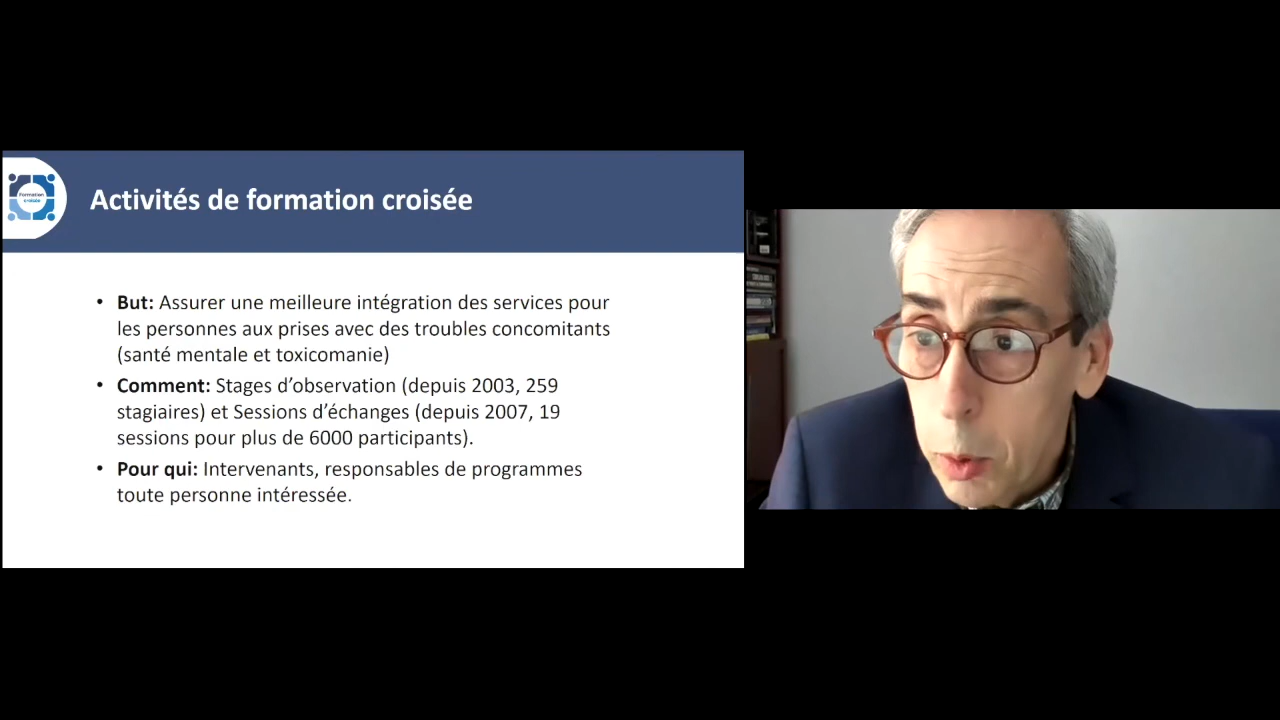 Formation
croisée
Activités de formation croisée
• But: Assurer une meilleure intégration des services pour
les personnes aux prises avec des troubles concomitants
(santé mentale et toxicomanie)
• Comment: Stages d’observation (depuis 2003, 259
stagiaires) et Sessions d’échanges (depuis 2007, 19
sessions pour plus de 6000 participants).
• Pour qui: Intervenants, responsables de programmes
toute personne intéressée.